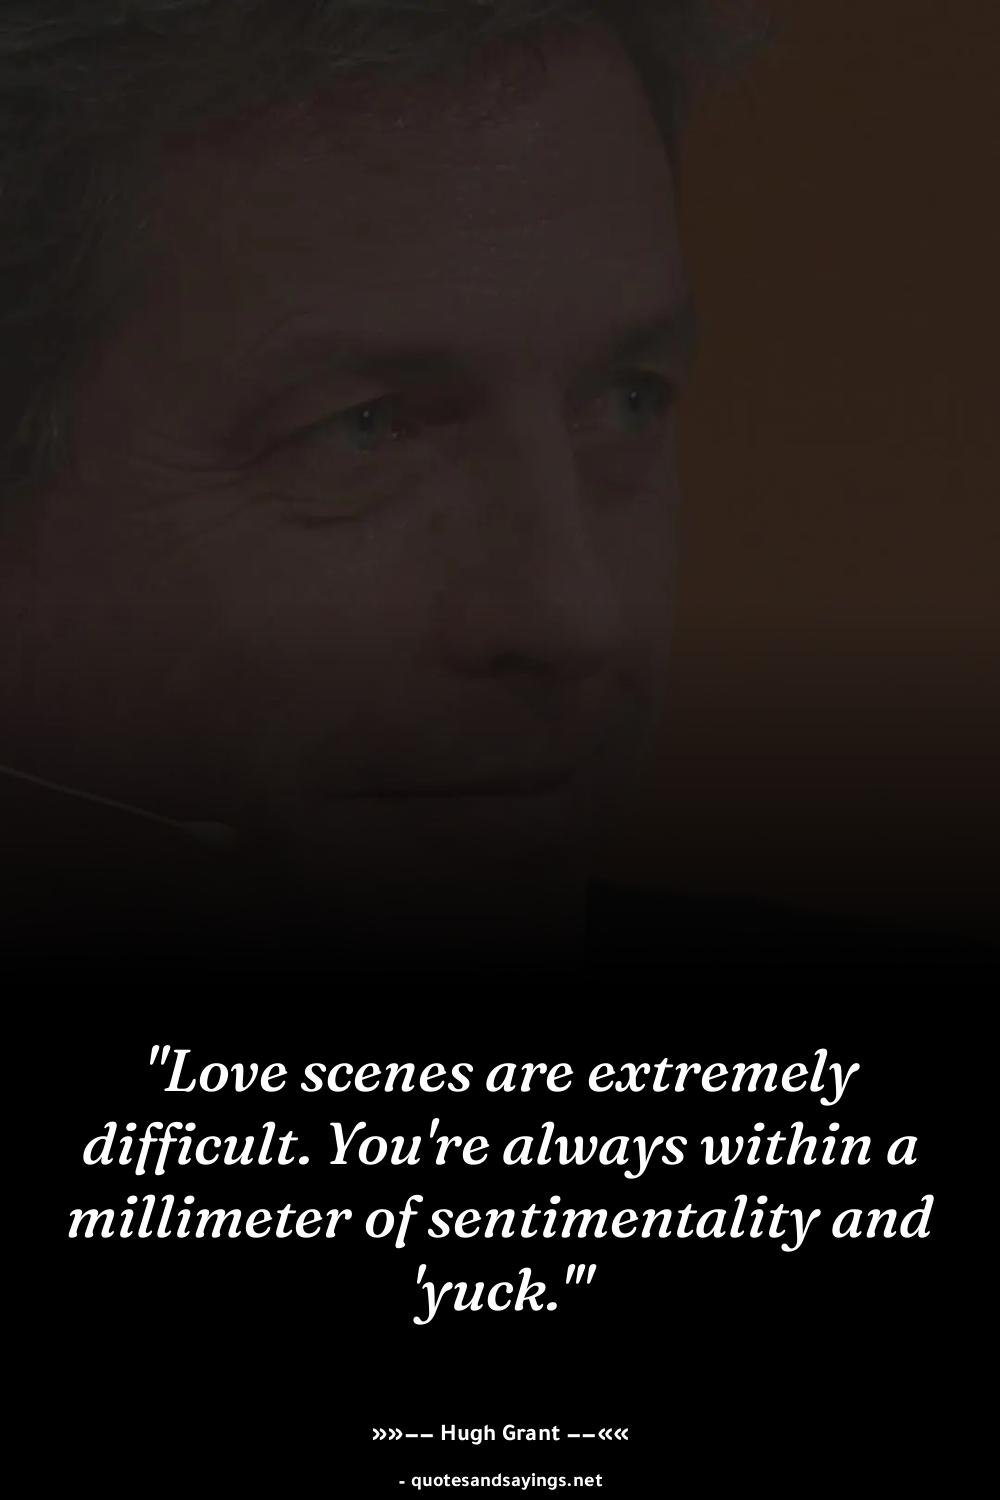 "Love scenes are extremely
difficult. You're always within a
millimeter of sentimentality and
'yuck.'"
»»–– Hugh Grant ––««
- quotesandsayings.net